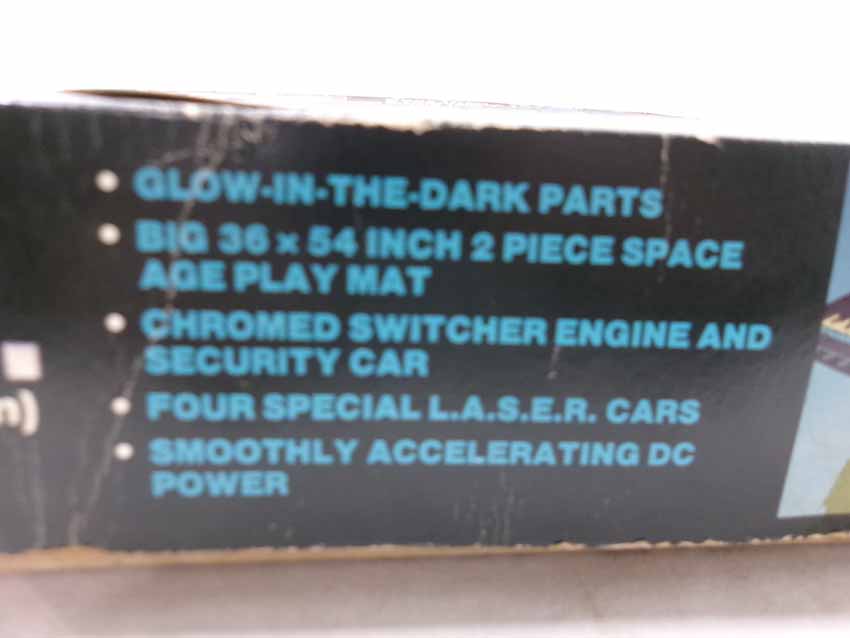 • GLOW-IN-THE-DARK PARTS
• BIG 36 x 54 INCH 2 PIECE SPACE
AGE PLAY MAT
• CHROMED SWITCHER ENGINE AND
SECURITY CAR
• FOUR SPECIAL L.A.S.E.R. CARS
• SMOOTHLY ACCELERATING DC
POWER